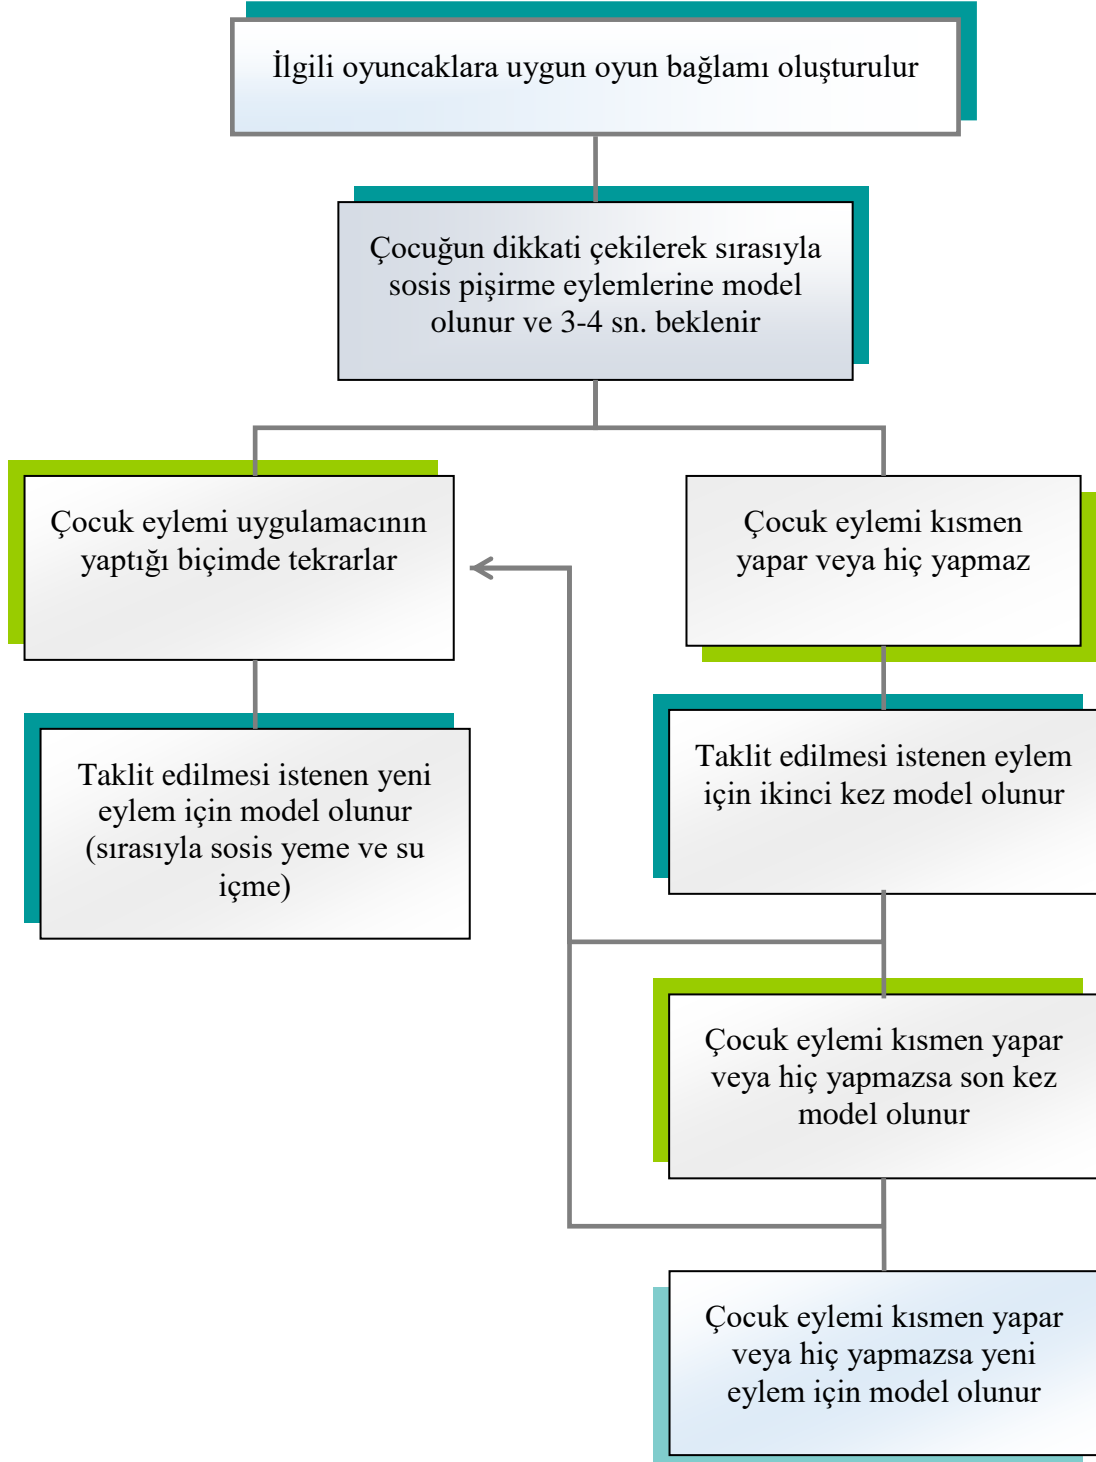 İlgili oyuncaklara uygun oyun bağlamı oluşturulur
Çocuğun dikkati çekilerek sırasıyla
sosis pişirme eylemlerine model
olunur ve 3-4 sn. beklenir
Çocuk eylemi uygulamacının
yaptığı biçimde tekrarlar
Çocuk eylemi kısmen
yapar veya hiç yapmaz
Taklit edilmesi istenen yeni
eylem için model olunur
(sırasıyla sosis yeme ve su
içme)
Taklit edilmesi istenen eylem
için ikinci kez model olunur
Çocuk eylemi kısmen yapar
veya hiç yapmazsa son kez
model olunur
Çocuk eylemi kısmen yapar
veya hiç yapmazsa yeni
eylem için model olunur